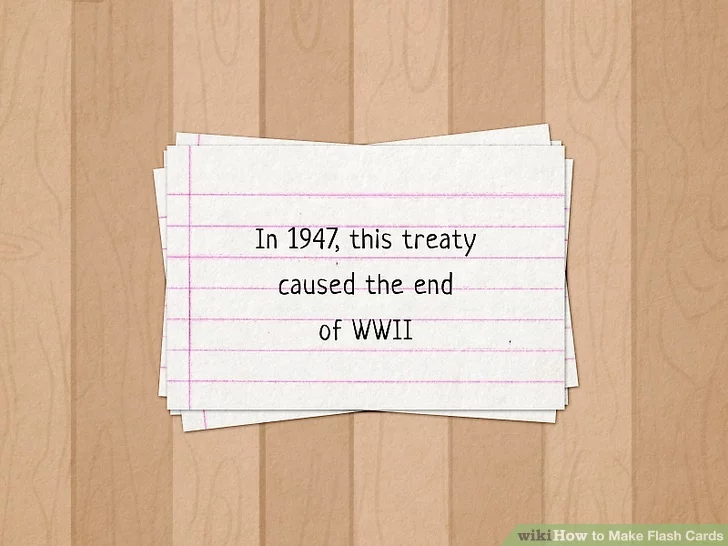 In 1947, this treaty
caused the end
of WWII
wikiHow to Make Flash Cards